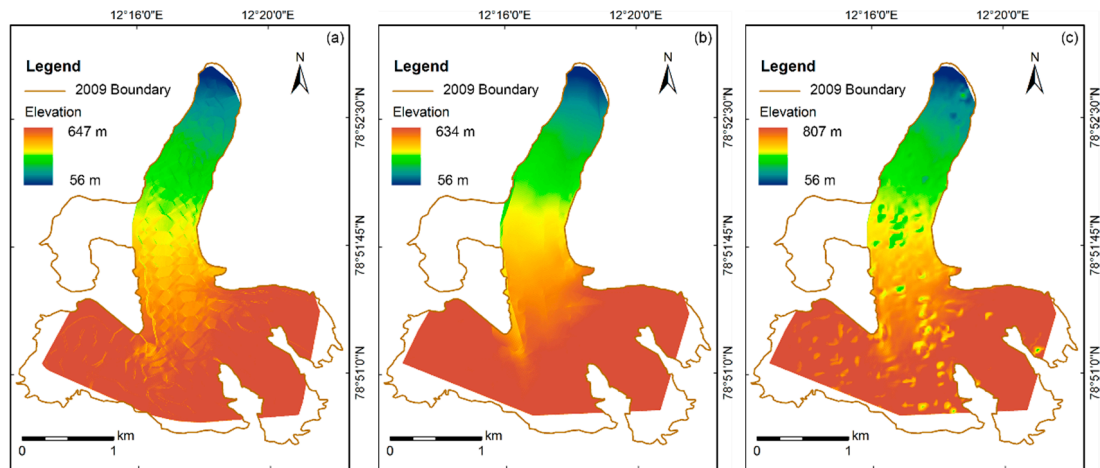 12°16'0"E 12°20'0"E
(a)
N
Legend
2009 Boundary
Elevation
647 m
56 m
0 1 km
12°16'0"E 12°20'0"E
(b)
N
Legend
2009 Boundary
Elevation
634 m
56 m
0 1 km
12°16'0"E 12°20'0"E
(c)
N
Legend
2009 Boundary
Elevation
807 m
56 m
0 1 km
78°52'30"N
78°51'45"N
78°51'0"N
78°52'30"N
78°51'45"N
78°51'0"N
78°52'30"N
78°51'45"N
78°51'0"N